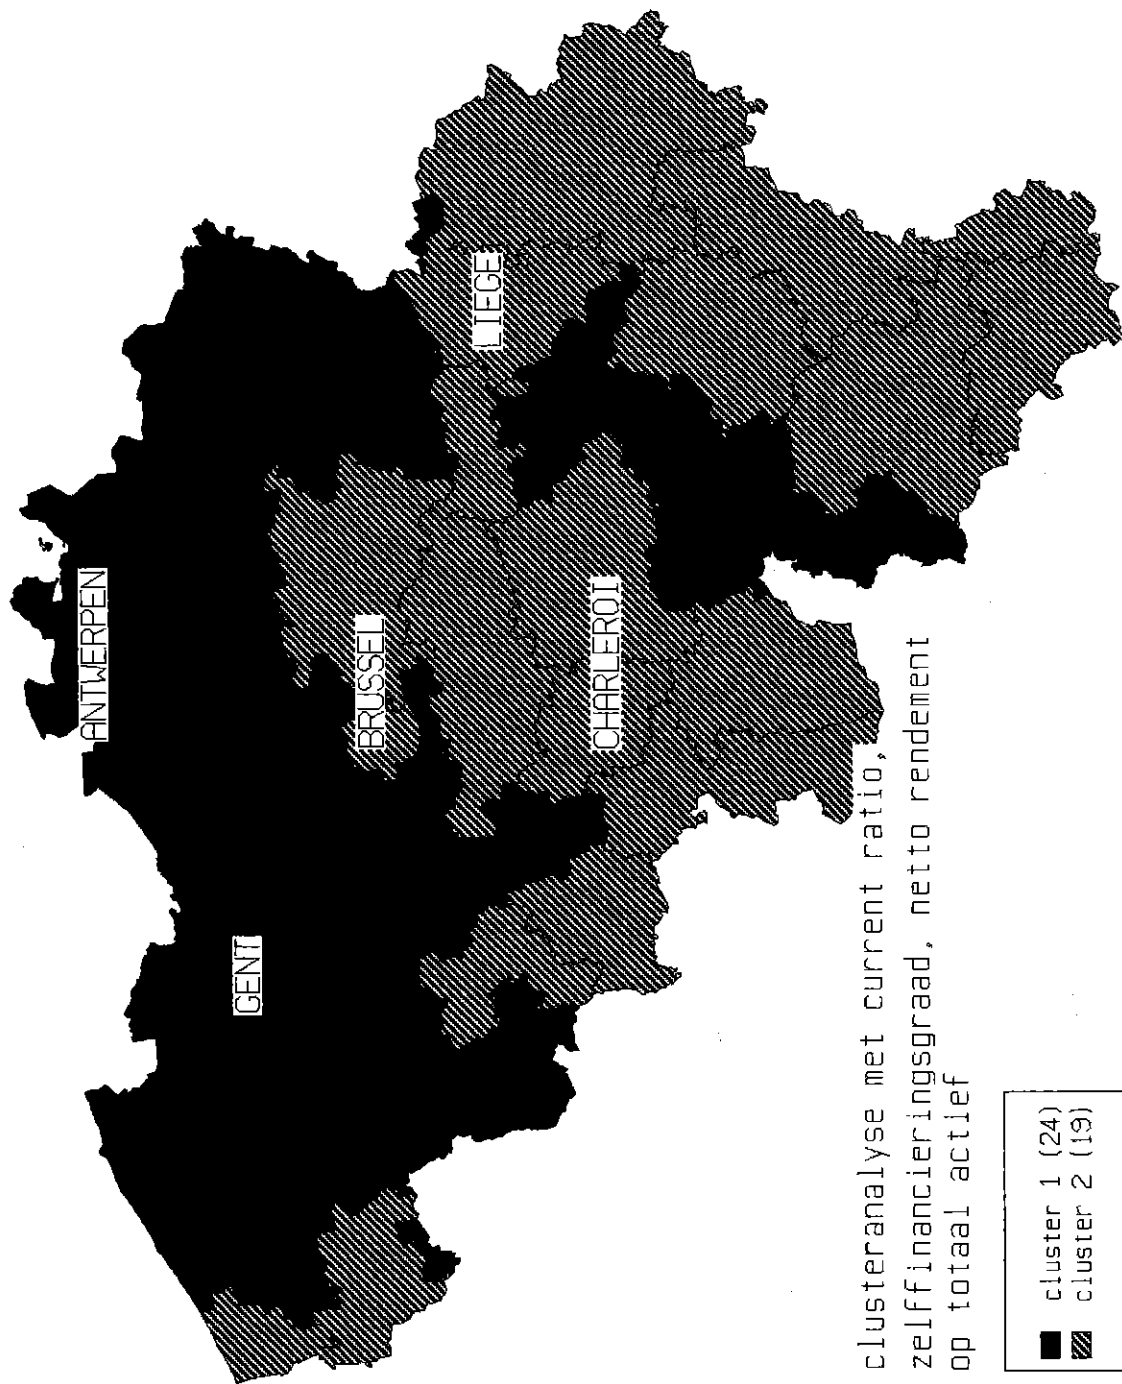 ANTWERPEN
GENT
BRUSSEL
LIEGE
CHARLEROI
clusteranalyse met current ratio,
zelffinancieringsgraad, netto rendement
op totaal actief
cluster 1 (24)
cluster 2 (19)